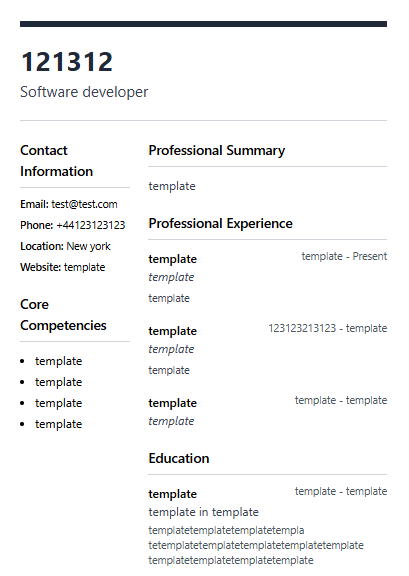 121312
Software developer
Contact
Information
Email: test@test.com
Phone: +44123123123
Location: New york
Website: template
Core
Competencies
• template
• template
• template
• template
Professional Summary
template
Professional Experience
template template - Present
template
template
template 123123213123 - template
template
template
template template - template
template
Education
template template - template
template in template
templatetemplatetemplatetempla
tetemplatetemplatetemplatetemplatetemplate
templatetemplatetemplatetemplate